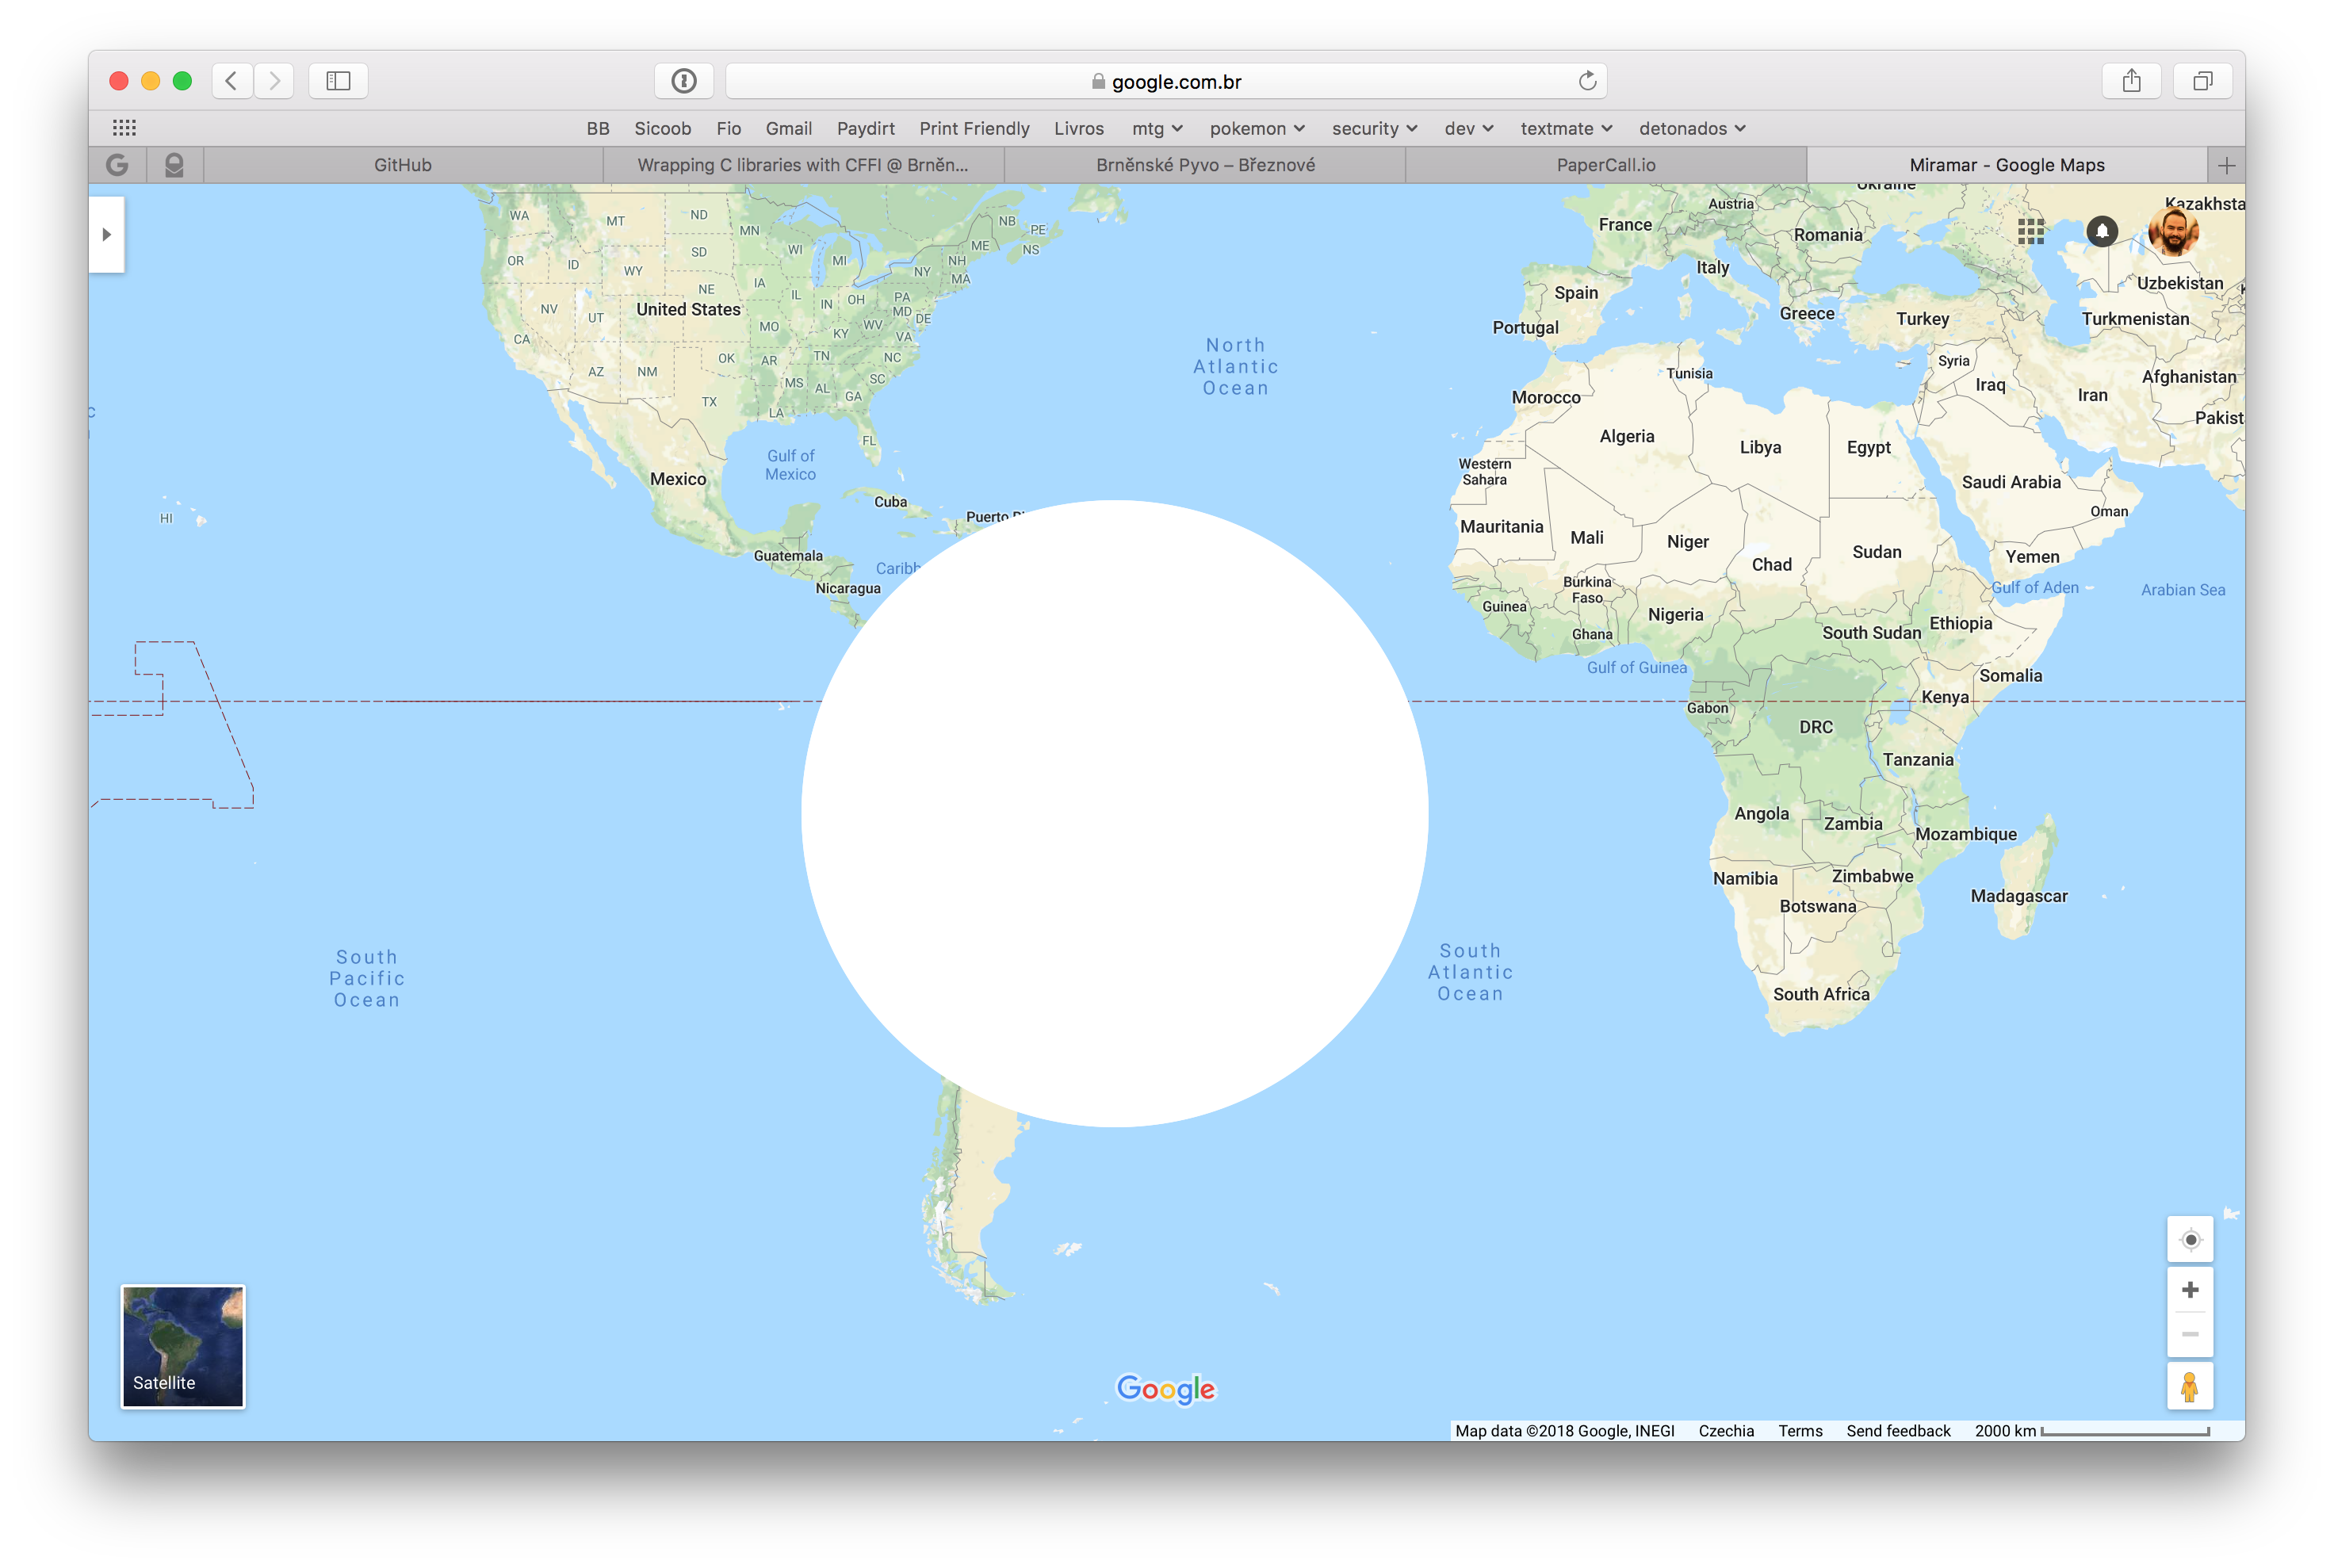 google.com.br
BB Sicoob Fio Gmail Paydirt Print Friendly Livros mtg pokemon security dev textmate detonados
GitHub
Wrapping C libraries with CFFI @ Brněn...
Brněnské Pyvo – Březnové
PaperCall.io
Miramar - Google Maps
WA
MT
ND
MN
OR
ID
WY
SD
WI
MI
NB
PE
NS
ME
NH
NY
MA
NV
UT
NE
IA
IL
IN
OH
PA
MD
DE
United States
CA
MO
KY
WV
VA
AZ
NM
OK
AR
TN
NC
MS
AL
SC
GA
TX
LA
FL
Gulf of
Mexico
Mexico
Cuba
Puerto
Guatemala
Nicaragua
Caribb
HI
North
Atlantic
Ocean
South
Pacific
Ocean
South
Atlantic
Ocean
Ukraine
Austria
France
Romania
Kazakhsta
Italy
Spain
Portugal
Greece
Turkey
Uzbekistan
Turkmenistan
Syria
Iraq
Iran
Afghanistan
Pakist
Tunisia
Morocco
Algeria
Libya
Egypt
Western
Sahara
Saudi Arabia
Oman
Mauritania
Mali
Niger
Chad
Sudan
Yemen
Gulf of Aden
Arabian Sea
Burkina
Faso
Guinea
Nigeria
Ghana
South Sudan
Ethiopia
Gulf of Guinea
Somalia
Kenya
Gabon
DRC
Tanzania
Angola
Zambia
Mozambique
Namibia
Zimbabwe
Botswana
Madagascar
South Africa
Satellite
Google
Map data ©2018 Google, INEGI Czechia Terms Send feedback 2000 km